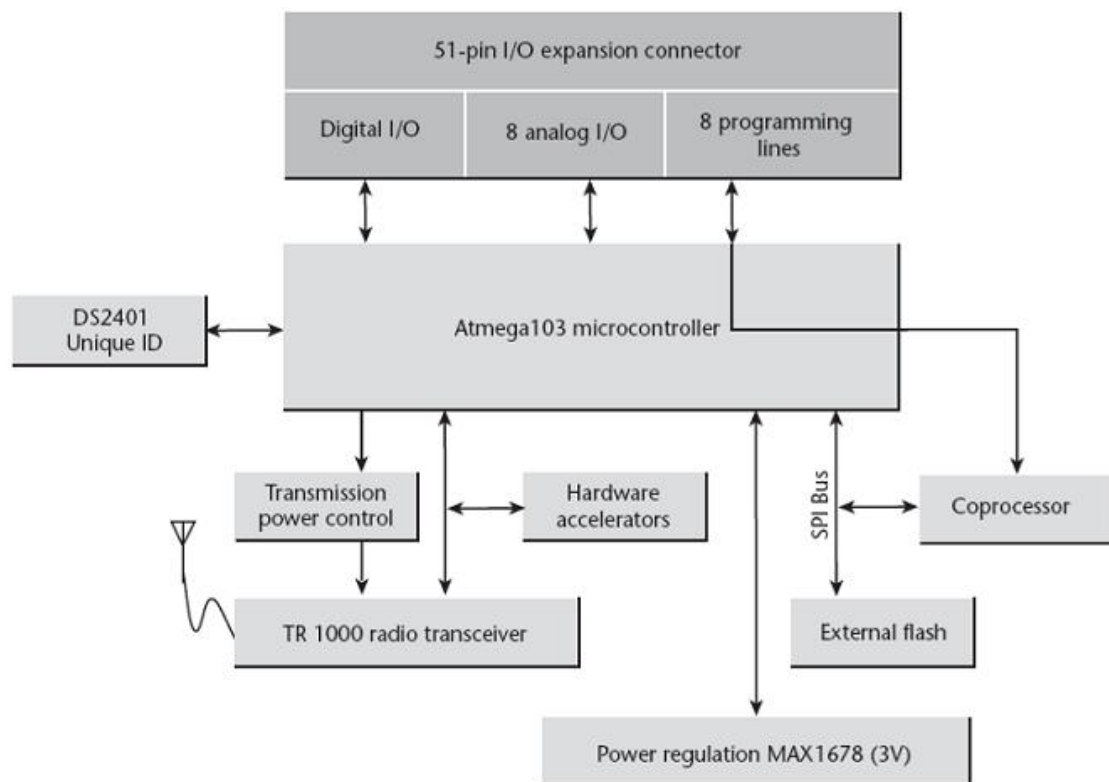 51-pin I/O expansion connector
Digital I/O
8 analog I/O
8 programming
lines
DS2401
Unique ID
Atmega103 microcontroller
Transmission
power control
Hardware
accelerators
SPI Bus
Coprocessor
TR 1000 radio transceiver
External flash
Power regulation MAX1678 (3V)